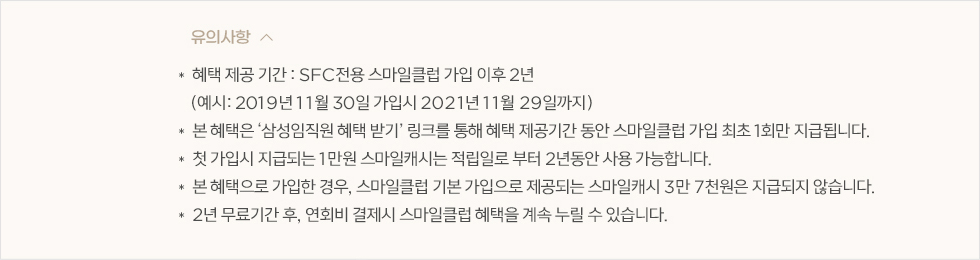 유의사항
* 혜택 제공 기간 : SFC전용 스마일클럽 가입 이후 2년
(예시: 2019년 11월 30일 가입시 2021년 11월 29일까지)
* 본 혜택은 ‘삼성임직원 혜택 받기’ 링크를 통해 혜택 제공기간 동안 스마일클럽 가입 최초 1회만 지급됩니다.
* 첫 가입시 지급되는 1만원 스마일캐시는 적립일로 부터 2년동안 사용 가능합니다.
* 본 혜택으로 가입한 경우, 스마일클럽 기본 가입으로 제공되는 스마일캐시 3만 7천원은 지급되지 않습니다.
* 2년 무료기간 후, 연회비 결제시 스마일클럽 혜택을 계속 누릴 수 있습니다.